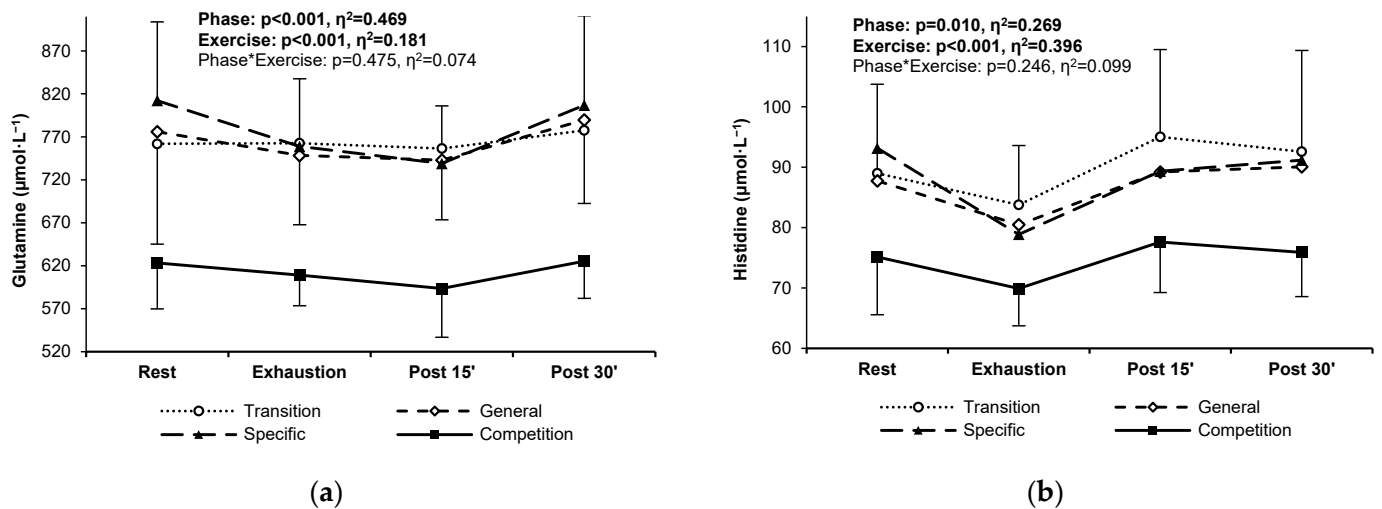 Phase: p<0.001, η²=0.469
Exercise: p<0.001, η²=0.181
Phase*Exercise: p=0.475, η²=0.074
Glutamine (μmol·L⁻¹)
870
820
770
720
670
620
570
520
Rest Exhaustion Post 15' Post 30'
Transition General
Specific Competition
(a)
Phase: p=0.010, η²=0.269
Exercise: p<0.001, η²=0.396
Phase*Exercise: p=0.246, η²=0.099
Histidine (μmol·L⁻¹)
110
100
90
80
70
60
Rest Exhaustion Post 15' Post 30'
Transition General
Specific Competition
(b)